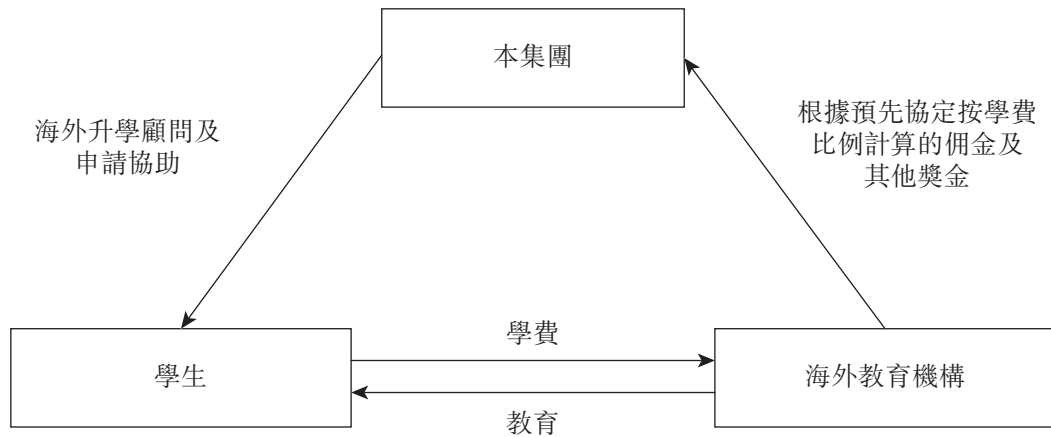 本集團
海外升學顧問及
申請協助
根據預先協定按學費
比例計算的佣金及
其他獎金
學費
學生
海外教育機構
教育